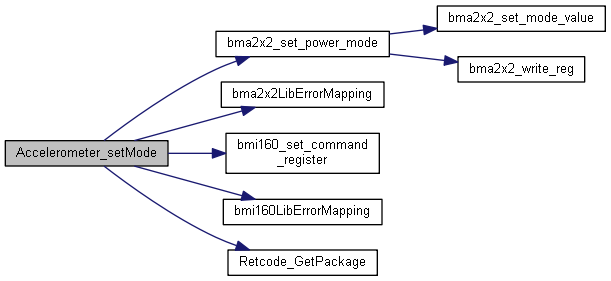 Accelerometer_setMode
bma2x2_set_power_mode
bma2x2_set_mode_value
bma2x2_write_reg
bma2x2LibErrorMapping
bmi160_set_command
_register
bmi160LibErrorMapping
Retcode_GetPackage